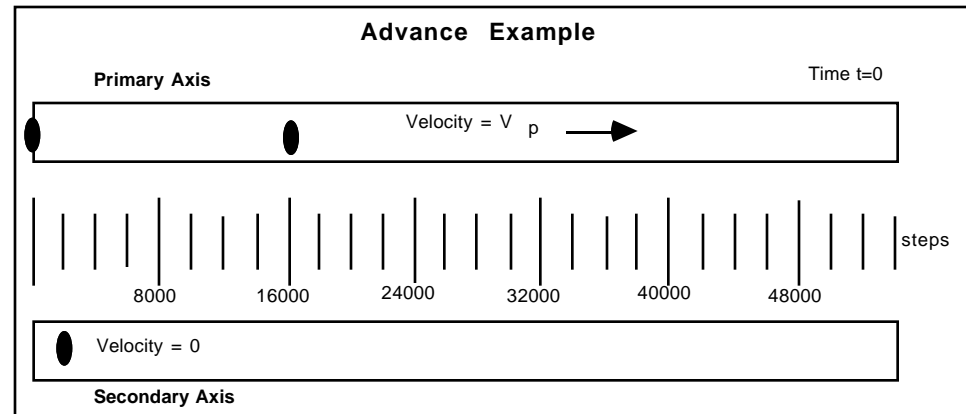 Advance Example
Primary Axis
Time t=0
Velocity = V p
steps
8000 16000 24000 32000 40000 48000
Velocity = 0
Secondary Axis